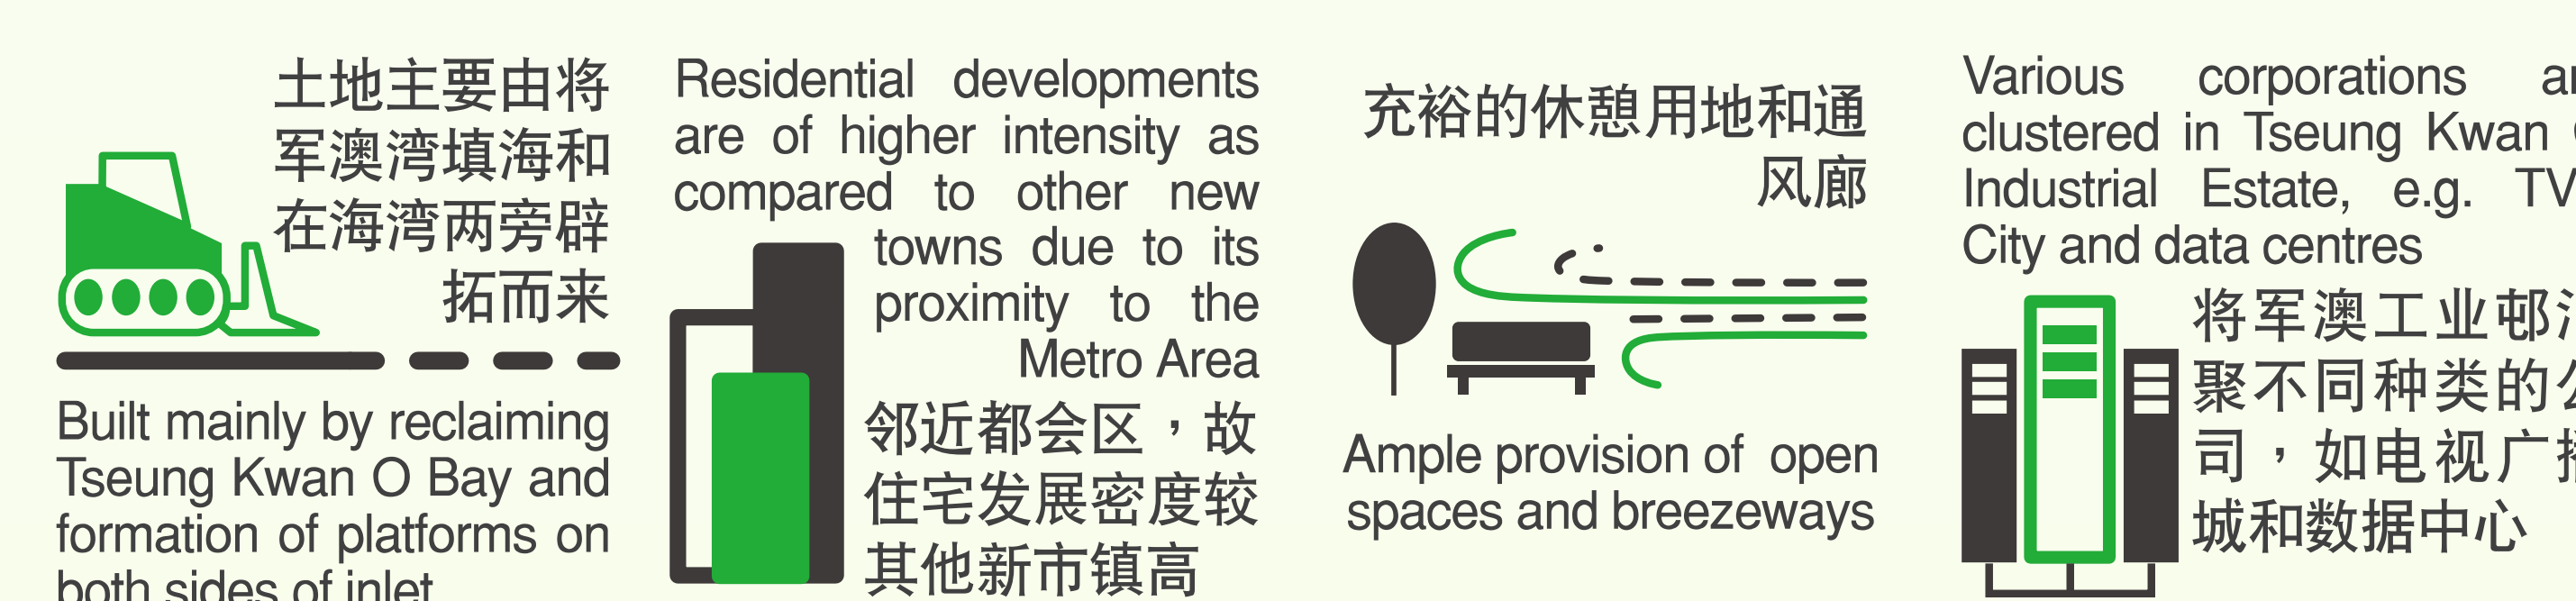 土地主要由将
军澳湾填海和
在海湾两旁辟
拓而来
Built mainly by reclaiming
Tseung Kwan O Bay and
formation of platforms on
both sides of inlet
Residential developments
are of higher intensity as
compared to other new
towns due to its
proximity to the
Metro Area
邻近都会区，故
住宅发展密度较
其他新市镇高
充裕的休憩用地和通
风廊
Ample provision of open
spaces and breezeways
Various corporations
clustered in Tseung Kwan
Industrial Estate, e.g. TV
City and data centres
将军澳工业邨
聚不同种类的
司，如电视广
城和数据中心